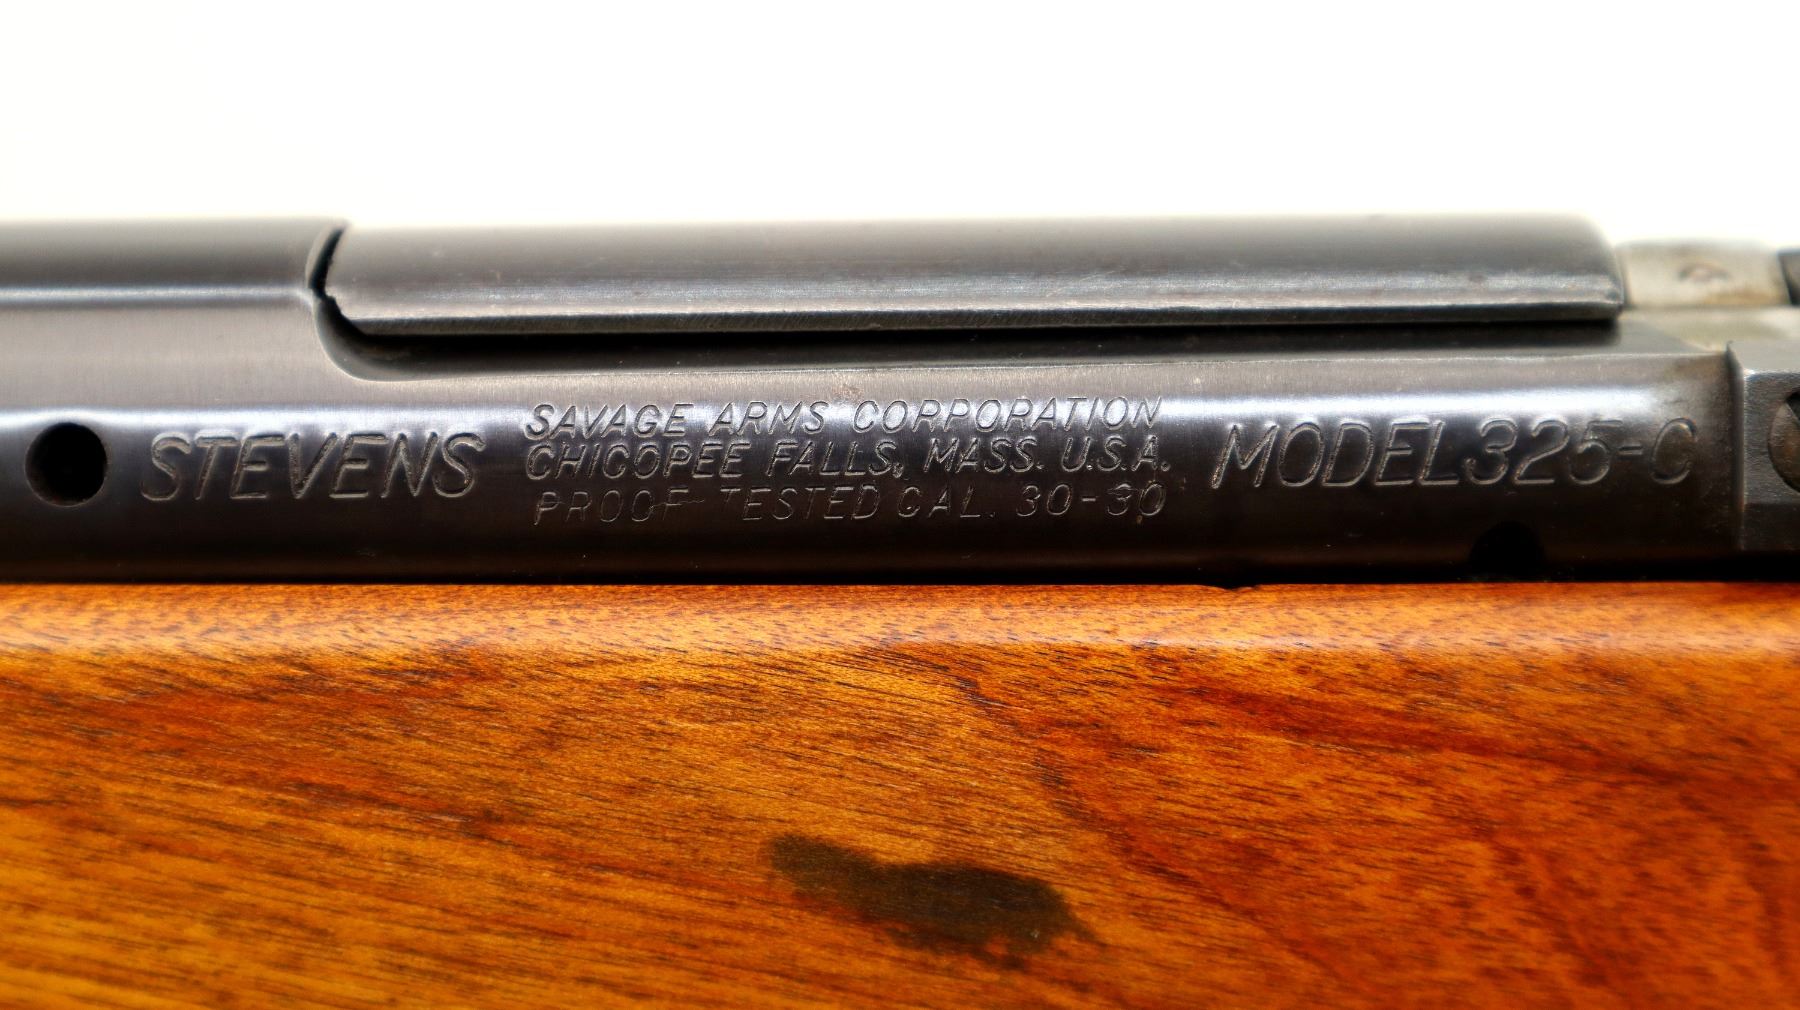 STEVENS
SAVAGE ARMS CORPORATION
CHICOPEE FALLS, MASS. U.S.A.
PROOF TESTED CAL. 30-30
MODEL 325-C